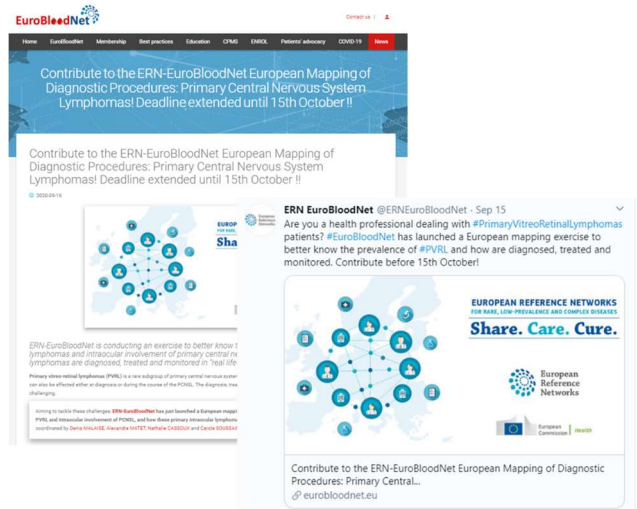 EuroBloodNet
Contact us |
Home EuroBloodNet Membership Best practices Education CPMS ENROL Patients' advocacy COVID-19 News
Contribute to the ERN-EuroBloodNet European Mapping of
Diagnostic Procedures: Primary Central Nervous System
Lymphomas! Deadline extended until 15th October !!
Contribute to the ERN-EuroBloodNet European Mapping of
Diagnostic Procedures: Primary Central Nervous System
Lymphomas! Deadline extended until 15th October !!
2020-09-16
EUROP
FOR RARE,
Sha
ERN-EuroBloodNet is conducting an exercise to better know t
lymphomas and intraocular involvement of primary central ne
lymphomas are diagnosed, treated and monitored in "real life
Primary vitreo-retinal lymphomas (PVRL) is a rare subgroup of primary central nervous system
can also be affected either at diagnosis or during the course of the PCNSL. The diagnosis, trea
challenging.
Aiming to tackle these challenges, ERN-EuroBloodNet has just launched a European mappi
PVRL and intraocular involvement of PCNSL, and how these primary intraocular lymphom
coordinated by Denis MALAISE, Alexandra MATET, Nathalie CASSOUX and Carole SOUSSAI
European
Reference
Networks
ERN EuroBloodNet @ERNEuroBloodNet · Sep 15
Are you a health professional dealing with #PrimaryVitreoRetinalLymphomas
patients? #EuroBloodNet has launched a European mapping exercise to
better know the prevalence of #PVRL and how are diagnosed, treated and
monitored. Contribute before 15th October!
EUROPEAN REFERENCE NETWORKS
FOR RARE, LOW-PREVALENCE AND COMPLEX DISEASES
Share. Care. Cure.
European
Reference
Networks
European
Commission
Health
Contribute to the ERN-EuroBloodNet European Mapping of Diagnostic
Procedures: Primary Central...
eurobloodnet.eu